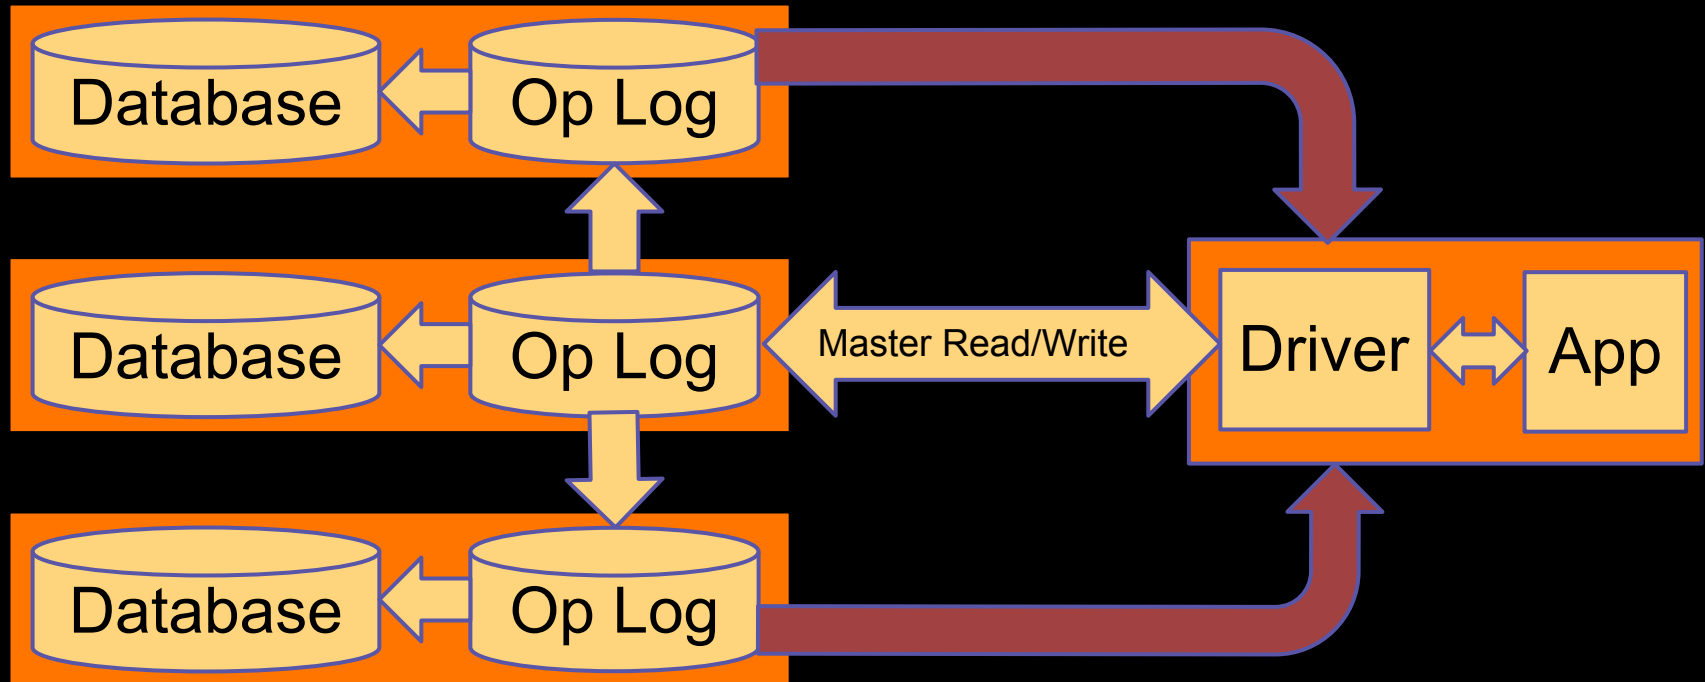 Database
Op Log
Database
Op Log
Master Read/Write
Driver
App
Database
Op Log